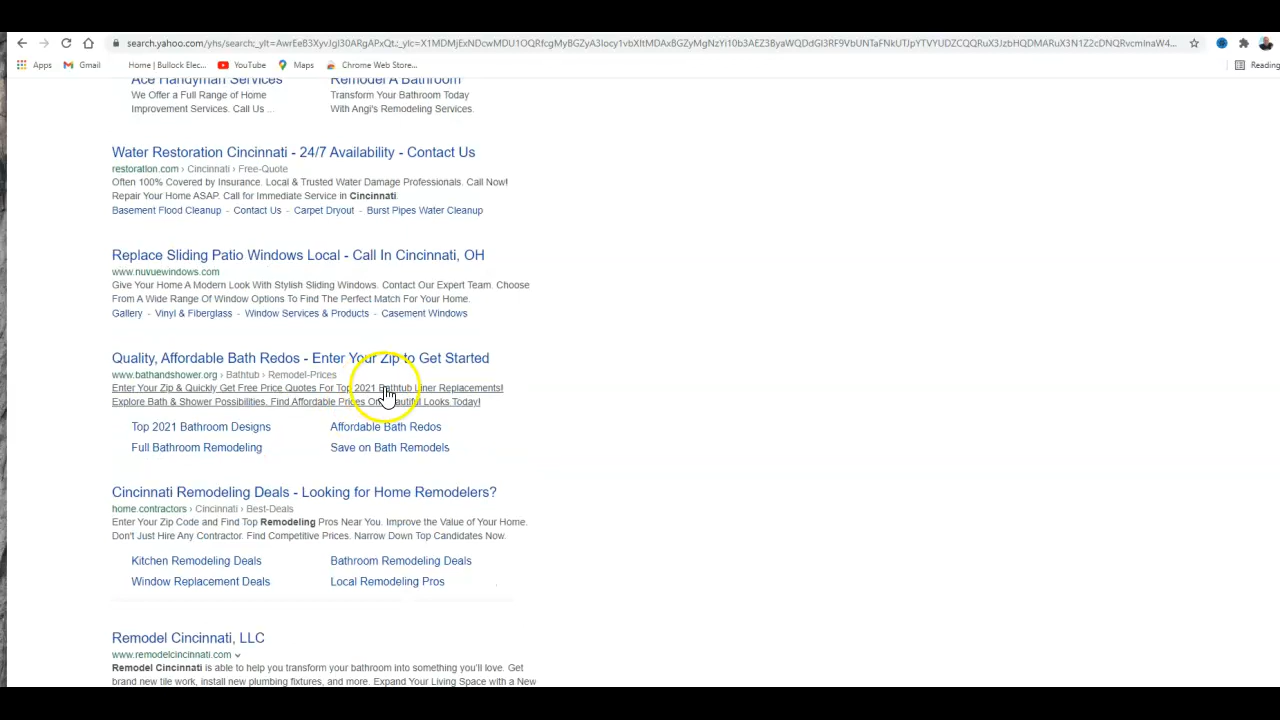 search.yahoo.com/yhs/search;_ylt=AwrEeB3XyvJgI30ARgAPxQt.;_ylc=X1MDMjExNDcwMDU1OQRfcgMyBGZyA3locy1vbXItMDAxBGZyMgNzYi10b3AEZ3ByaWQDdGl3RF9VbUNTaFNkUTJpYTVYUDZCQQRuX3JzbHQDMARuX3N1Z2cDNQRvcmlnaW4...
Apps Gmail Home | Bullock Elec... YouTube Maps Chrome Web Store... Reading
Ace Handyman Services Remodel A Bathroom
We Offer a Full Range of Home Transform Your Bathroom Today
Improvement Services. Call Us ... With Angi's Remodeling Services.
Water Restoration Cincinnati - 24/7 Availability - Contact Us
restoration.com › Cincinnati › Free-Quote
Often 100% Covered by Insurance. Local & Trusted Water Damage Professionals. Call Now!
Repair Your Home ASAP. Call for Immediate Service in Cincinnati.
Basement Flood Cleanup - Contact Us - Carpet Dryout - Burst Pipes Water Cleanup
Replace Sliding Patio Windows Local - Call In Cincinnati, OH
www.nuvuewindows.com
Give Your Home A Modern Look With Stylish Sliding Windows. Contact Our Expert Team. Choose
From A Wide Range Of Window Options To Find The Perfect Match For Your Home.
Gallery - Vinyl & Fiberglass - Window Services & Products - Casement Windows
Quality, Affordable Bath Redos - Enter Your Zip to Get Started
www.bathandshower.org › Bathtub › Remodel-Prices
Enter Your Zip & Quickly Get Free Price Quotes For Top 2021 Bathtub Liner Replacements!
Explore Bath & Shower Possibilities. Find Affordable Prices On Beautiful Looks Today!
Top 2021 Bathroom Designs Affordable Bath Redos
Full Bathroom Remodeling Save on Bath Remodels
Cincinnati Remodeling Deals - Looking for Home Remodelers?
home.contractors › Cincinnati › Best-Deals
Enter Your Zip Code and Find Top Remodeling Pros Near You. Improve the Value of Your Home.
Don't Just Hire Any Contractor. Find Competitive Prices. Narrow Down Top Candidates Now.
Kitchen Remodeling Deals Bathroom Remodeling Deals
Window Replacement Deals Local Remodeling Pros
Remodel Cincinnati, LLC
www.remodelcincinnati.com
Remodel Cincinnati is able to help you transform your bathroom into something you'll love. Get
brand new tile work, install new plumbing fixtures, and more. Expand Your Living Space with a New